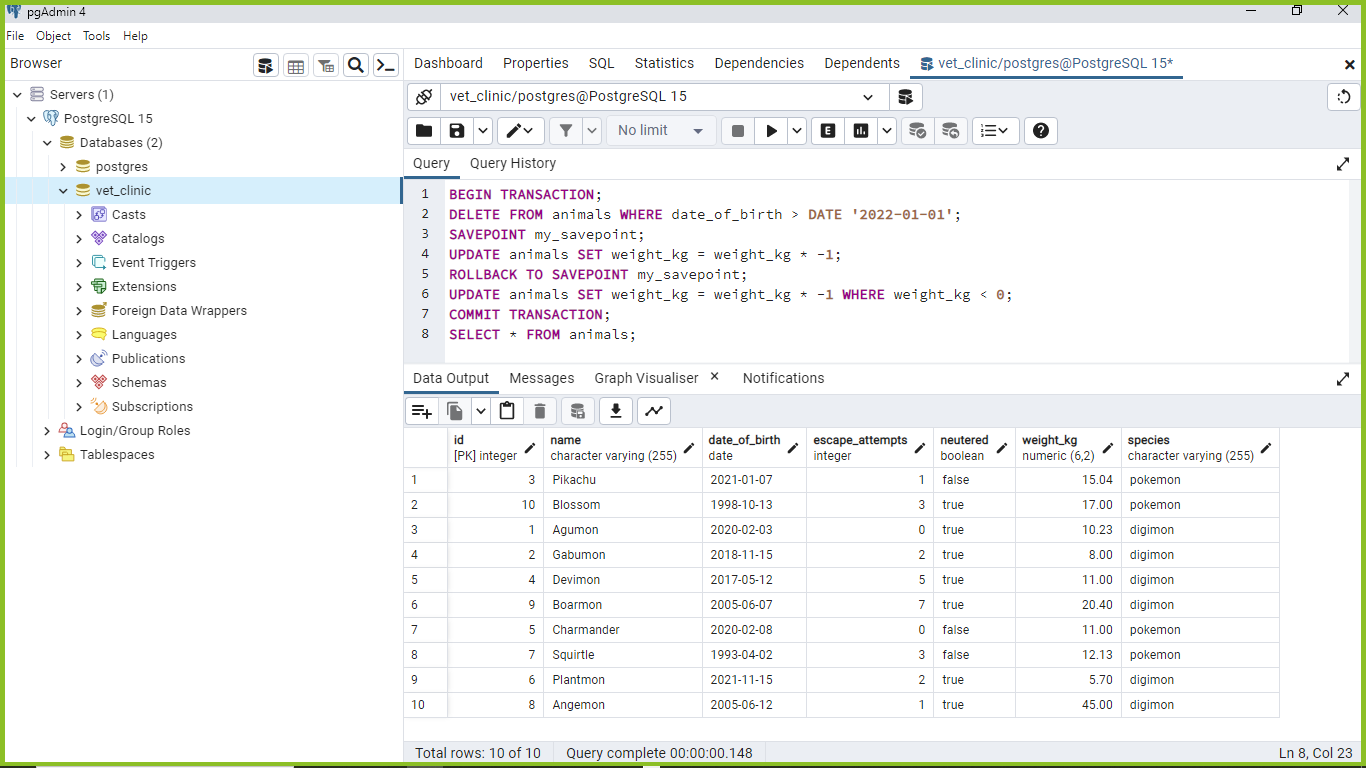 pgAdmin 4
File Object Tools Help
Browser
Dashboard Properties SQL Statistics Dependencies Dependents vet_clinic/postgres@PostgreSQL 15*
Servers (1)
PostgreSQL 15
Databases (2)
postgres
vet_clinic
Casts
Catalogs
Event Triggers
Extensions
Foreign Data Wrappers
Languages
Publications
Schemas
Subscriptions
Login/Group Roles
Tablespaces
vet_clinic/postgres@PostgreSQL 15
No limit
E
Query Query History
1 BEGIN TRANSACTION;
2 DELETE FROM animals WHERE date_of_birth > DATE '2022-01-01';
3 SAVEPOINT my_savepoint;
4 UPDATE animals SET weight_kg = weight_kg * -1;
5 ROLLBACK TO SAVEPOINT my_savepoint;
6 UPDATE animals SET weight_kg = weight_kg * -1 WHERE weight_kg < 0;
7 COMMIT TRANSACTION;
8 SELECT * FROM animals;
Data Output Messages Graph Visualiser Notifications
id name date_of_birth escape_attempts neutered weight_kg species
[PK] integer character varying (255) date integer boolean numeric (6,2) character varying (255)
1 3 Pikachu 2021-01-07 1 false 15.04 pokemon
2 10 Blossom 1998-10-13 3 true 17.00 pokemon
3 1 Agumon 2020-02-03 0 true 10.23 digimon
4 2 Gabumon 2018-11-15 2 true 8.00 digimon
5 4 Devimon 2017-05-12 5 true 11.00 digimon
6 9 Boarmon 2005-06-07 7 true 20.40 digimon
7 5 Charmander 2020-02-08 0 false 11.00 pokemon
8 7 Squirtle 1993-04-02 3 false 12.13 pokemon
9 6 Plantmon 2021-11-15 2 true 5.70 digimon
10 8 Angemon 2005-06-12 1 true 45.00 digimon
Total rows: 10 of 10 Query complete 00:00:00.148 Ln 8, Col 23